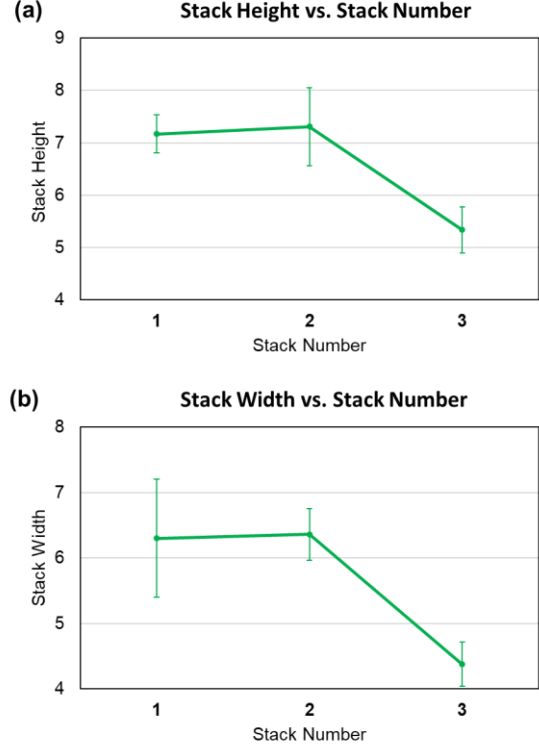 (a)
Stack Height vs. Stack Number
9
8
7
6
5
4
Stack Height
1 2 3
Stack Number
(b)
Stack Width vs. Stack Number
8
7
6
5
4
Stack Width
1 2 3
Stack Number